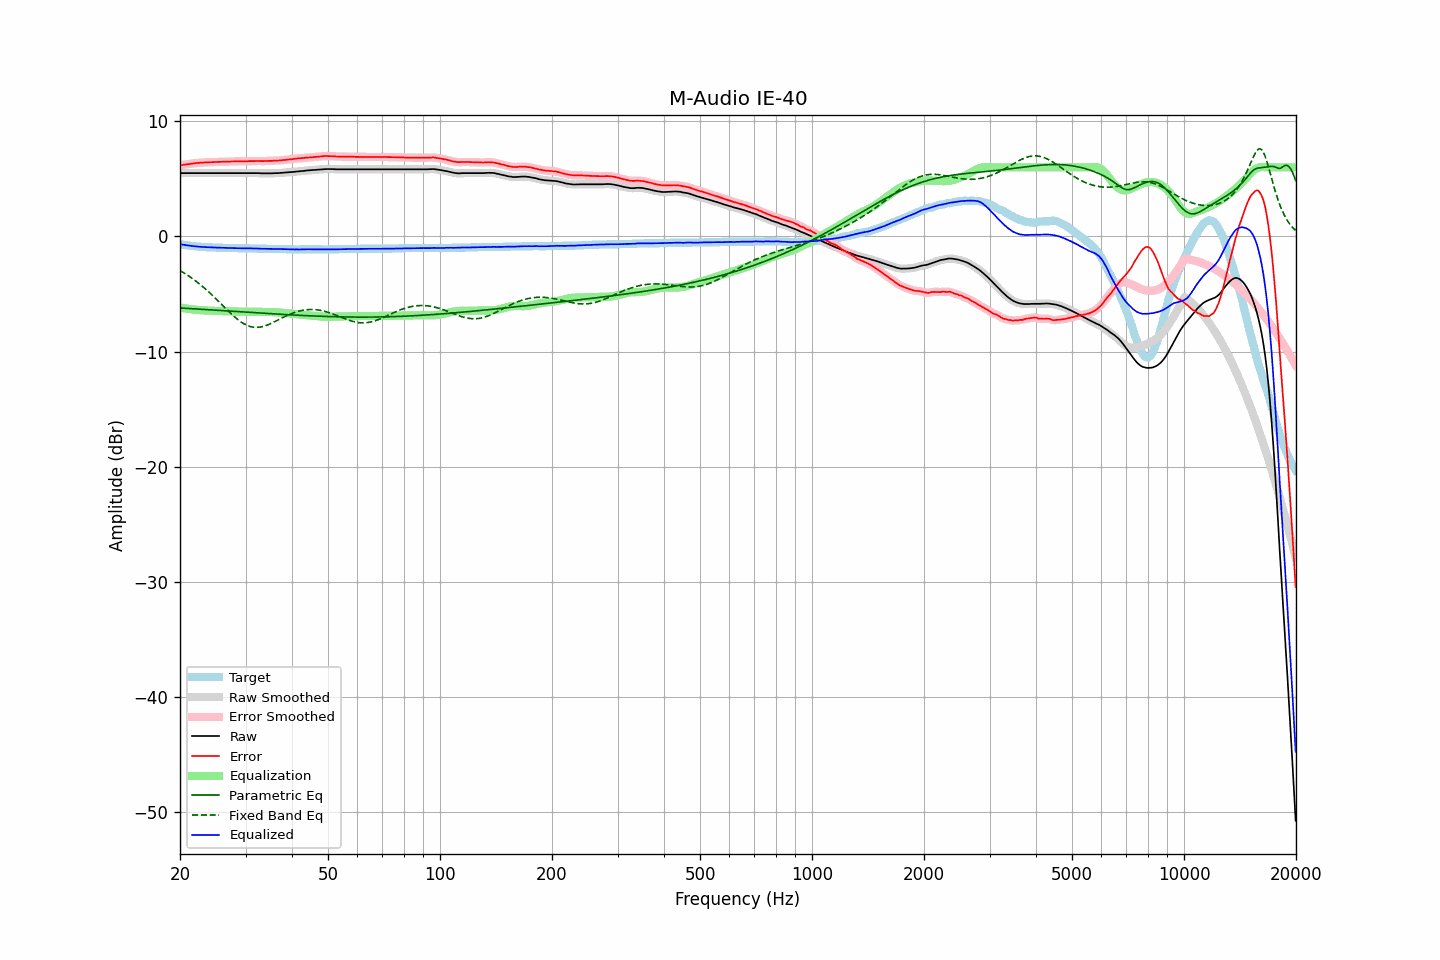 M-Audio IE-40
Amplitude (dBr)
10
0
−10
−20
−30
−40
−50
Target
Raw Smoothed
Error Smoothed
Raw
Error
Equalization
Parametric Eq
Fixed Band Eq
Equalized
20 50 100 200 500 1000 2000 5000 10000 20000
Frequency (Hz)